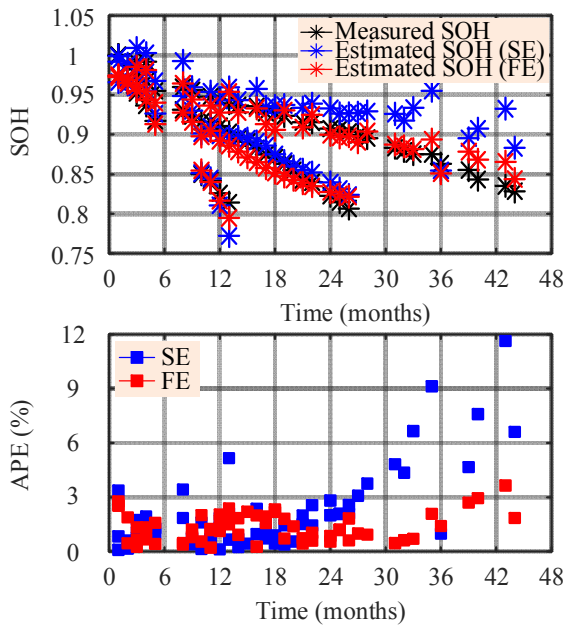 1.05
1
0.95
0.9
0.85
0.8
0.75
SOH
Measured SOH
Estimated SOH (SE)
Estimated SOH (FE)
0 6 12 18 24 30 36 42 48
Time (months)
12
9
6
3
0
APE (%)
SE
FE
0 6 12 18 24 30 36 42 48
Time (months)